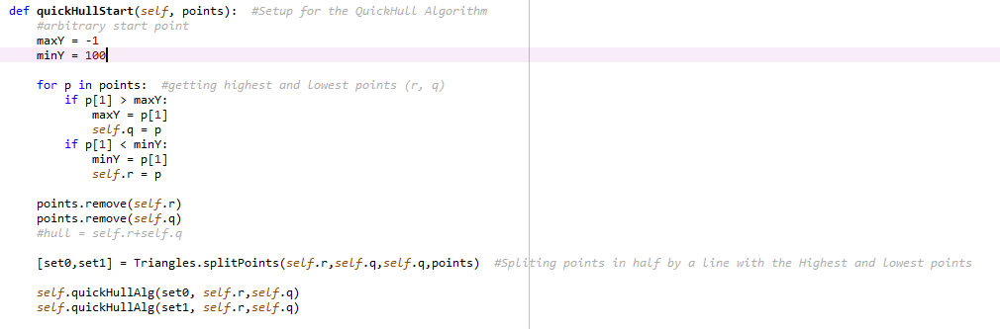 def quickHullStart(self, points):  #Setup for the QuickHull Algorithm
    #arbitrary start point
    maxY = -1
    minY = 100

    for p in points:  #getting highest and lowest points (r, q)
        if p[1] > maxY:
            maxY = p[1]
            self.q = p
        if p[1] < minY:
            minY = p[1]
            self.r = p

    points.remove(self.r)
    points.remove(self.q)
    #hull = self.r+self.q

    [set0,set1] = Triangles.splitPoints(self.r,self.q,self.q,points)  #Spliting points in half by a line with the Highest and lowest points

    self.quickHullAlg(set0, self.r,self.q)
    self.quickHullAlg(set1, self.r,self.q)